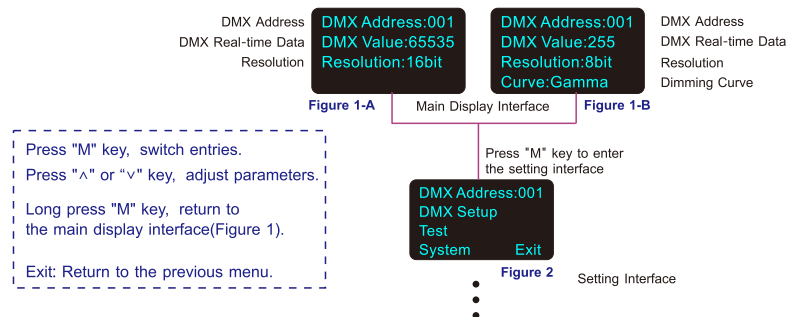 DMX Address
DMX Real-time Data
Resolution
DMX Address:001
DMX Value:65535
Resolution:16bit
DMX Address:001
DMX Value:255
Resolution:8bit
Curve:Gamma
DMX Address
DMX Real-time Data
Resolution
Dimming Curve
Figure 1-A
Main Display Interface
Figure 1-B
Press "M" key, switch entries.
Press "∧" or “∨” key, adjust parameters.
Long press "M" key, return to
the main display interface(Figure 1).
Exit: Return to the previous menu.
Press "M" key to enter
the setting interface
DMX Address:001
DMX Setup
Test
System Exit
Figure 2
Setting Interface